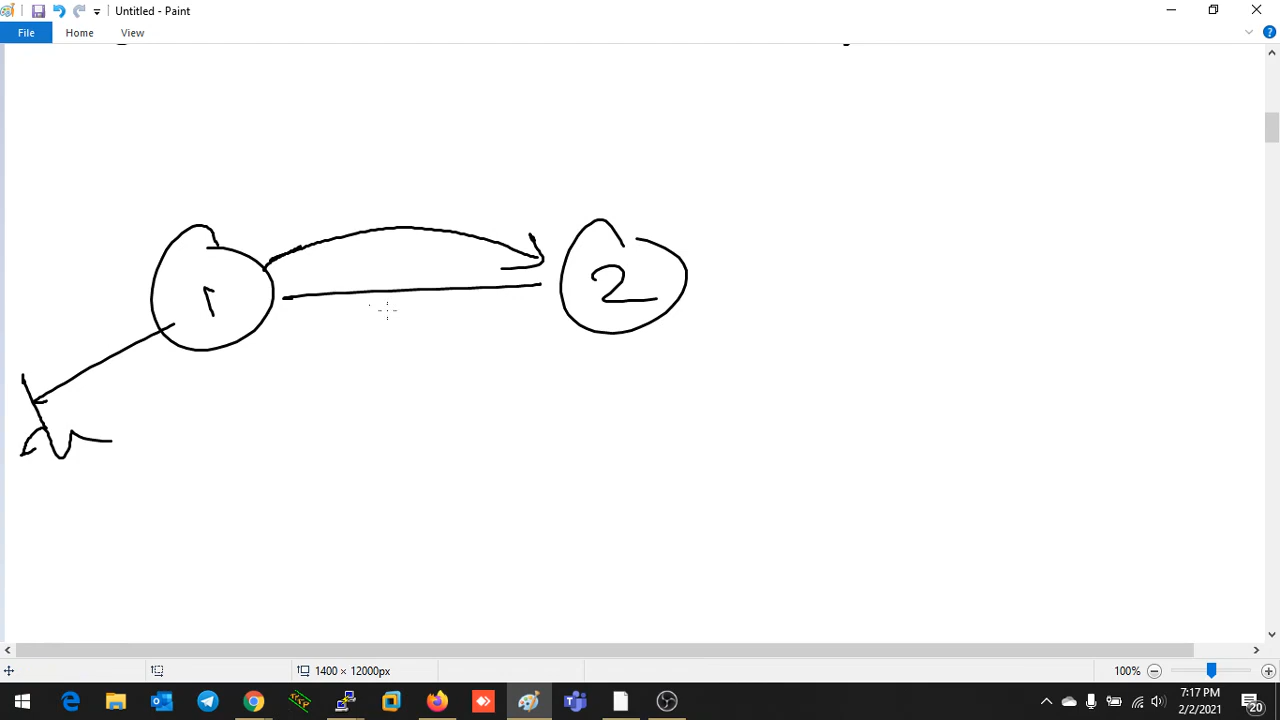 Untitled - Paint
File Home View
1 2
1400 × 12000px
100%
7:17 PM
2/2/2021
20